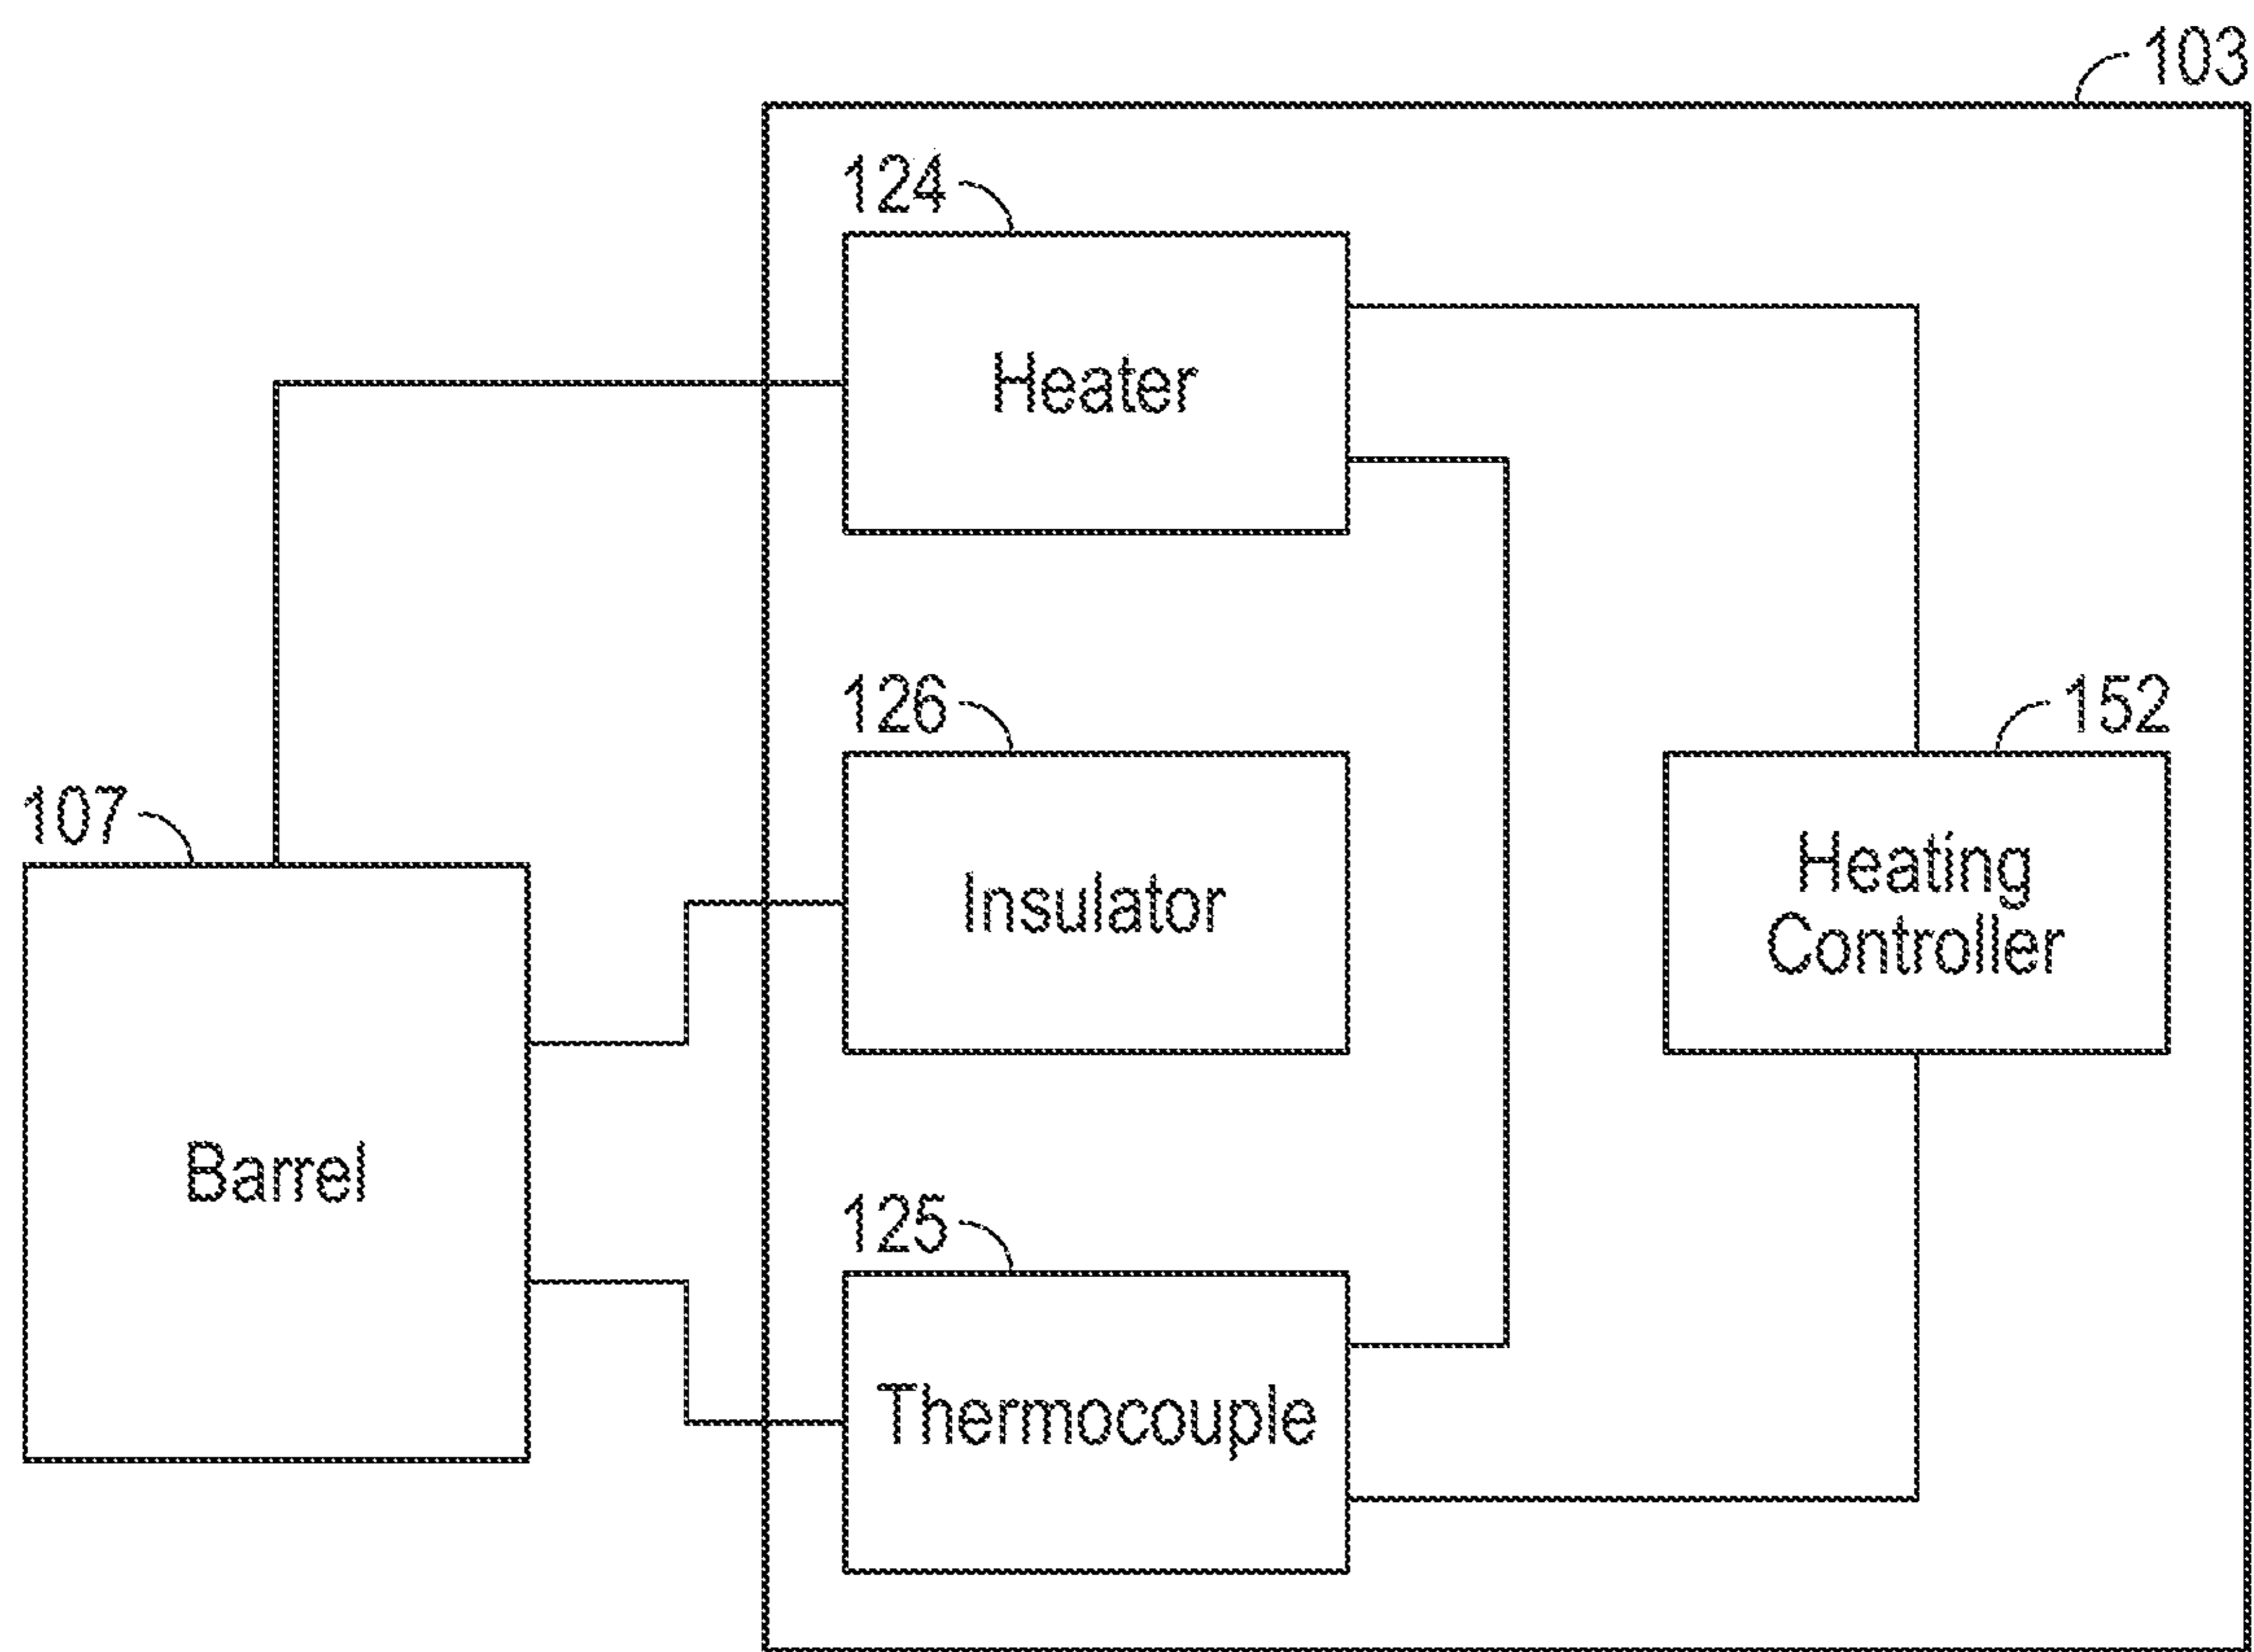 103
124
Heater
126
152
107
Heating
Controller
Insulator
Barrel
125
Thermocouple